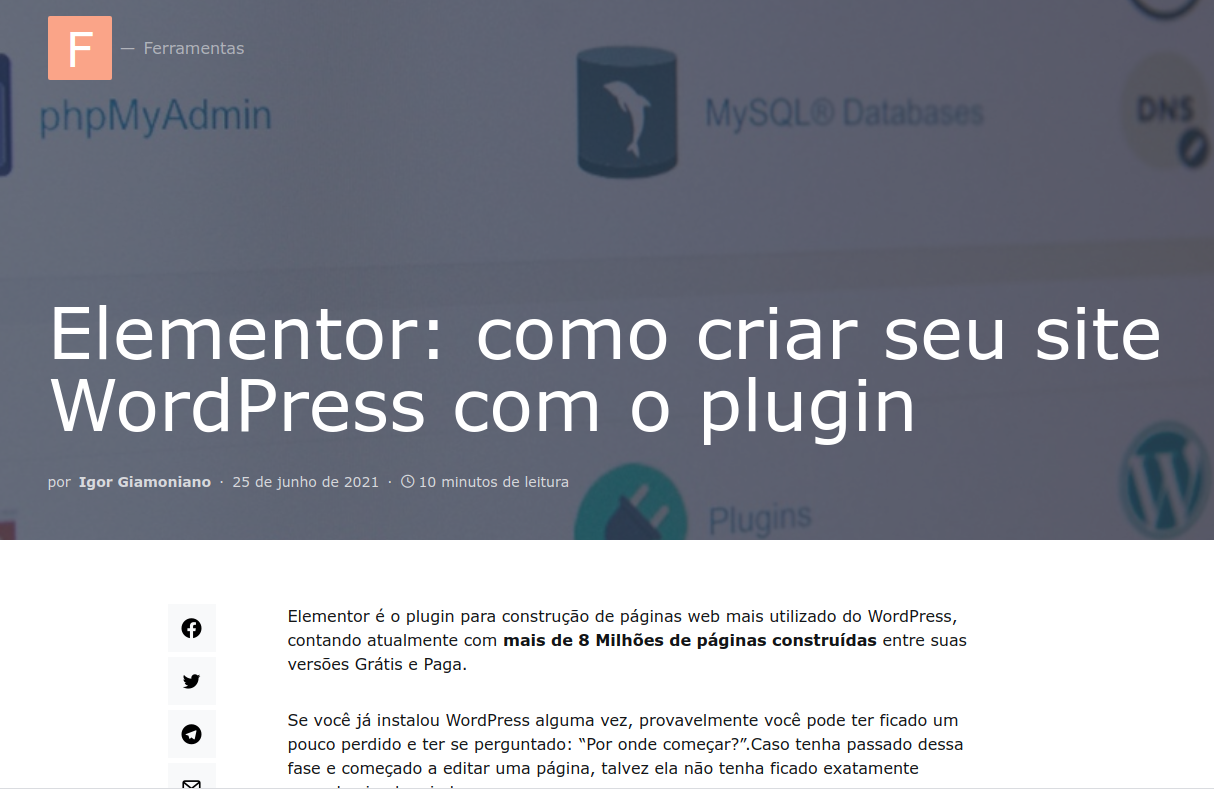 F
— Ferramentas
phpMyAdmin
MySQL® Databases
DNS
Elementor: como criar seu site
WordPress com o plugin
por Igor Giamoniano · 25 de junho de 2021 · 10 minutos de leitura
Plugins
Elementor é o plugin para construção de páginas web mais utilizado do WordPress,
contando atualmente com mais de 8 Milhões de páginas construídas entre suas
versões Grátis e Paga.
Se você já instalou WordPress alguma vez, provavelmente você pode ter ficado um
pouco perdido e ter se perguntado: “Por onde começar?”.Caso tenha passado dessa
fase e começado a editar uma página, talvez ela não tenha ficado exatamente